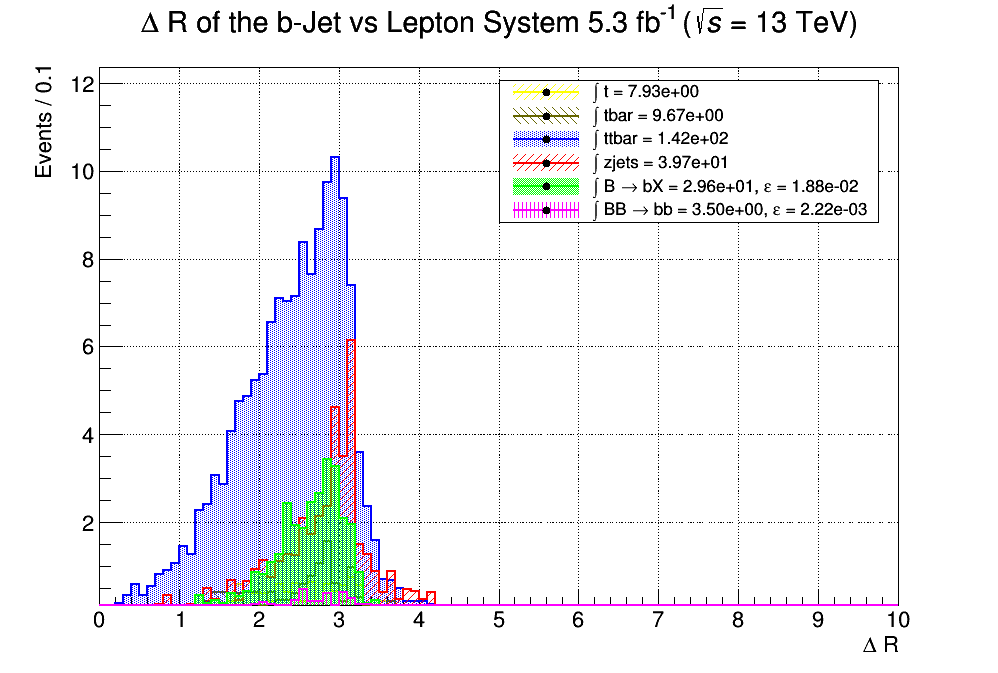 Δ R of the b-Jet vs Lepton System 5.3 fb⁻¹ (√s = 13 TeV)
Events / 0.1
12
10
8
6
4
2
∫ t = 7.93e+00
∫ tbar = 9.67e+00
∫ ttbar = 1.42e+02
∫ zjets = 3.97e+01
∫ B → bX = 2.96e+01, ε = 1.88e-02
∫ BB → bb = 3.50e+00, ε = 2.22e-03
0 1 2 3 4 5 6 7 8 9 10
Δ R